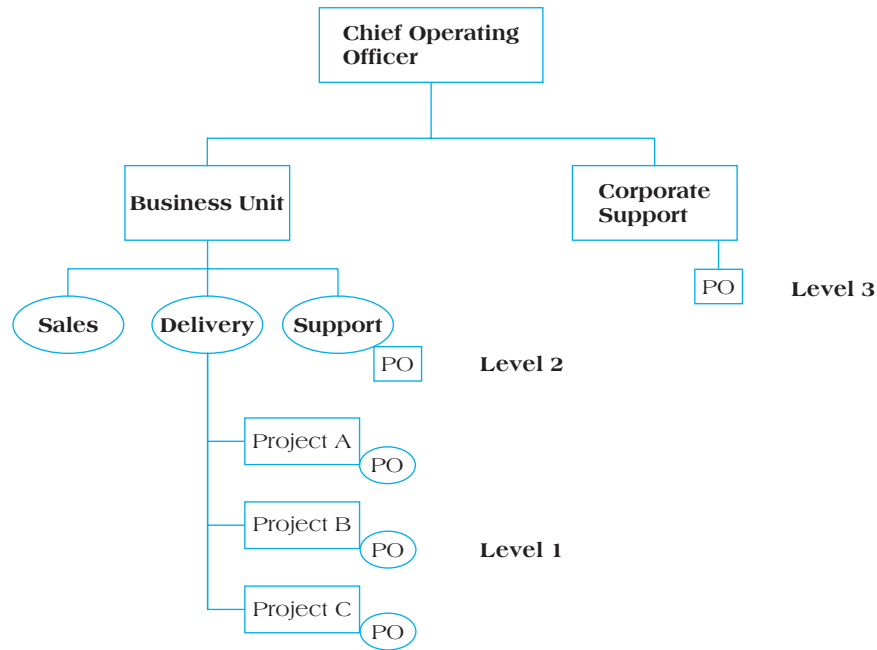 Chief Operating
Officer
Business Unit
Corporate
Support
PO
Level 3
Sales
Delivery
Support
PO
Level 2
Project A
PO
Project B
PO
Level 1
Project C
PO